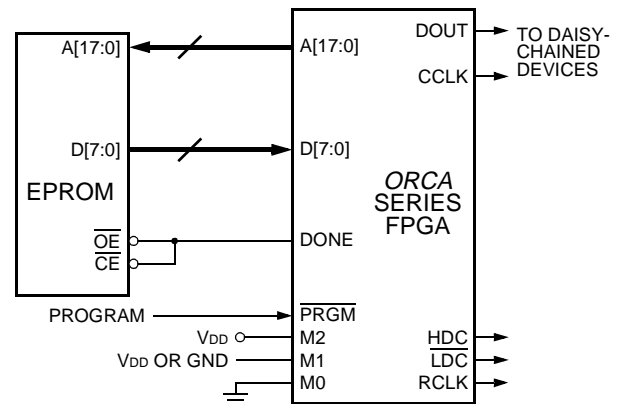 A[17:0]
D[7:0]
EPROM
OE
CE
A[17:0]
D[7:0]
DONE
PRGM
M2
M1
M0
DOUT
CCLK
ORCA
SERIES
FPGA
HDC
LDC
RCLK
TO DAISY-
CHAINED
DEVICES
PROGRAM
VDD
VDD OR GND